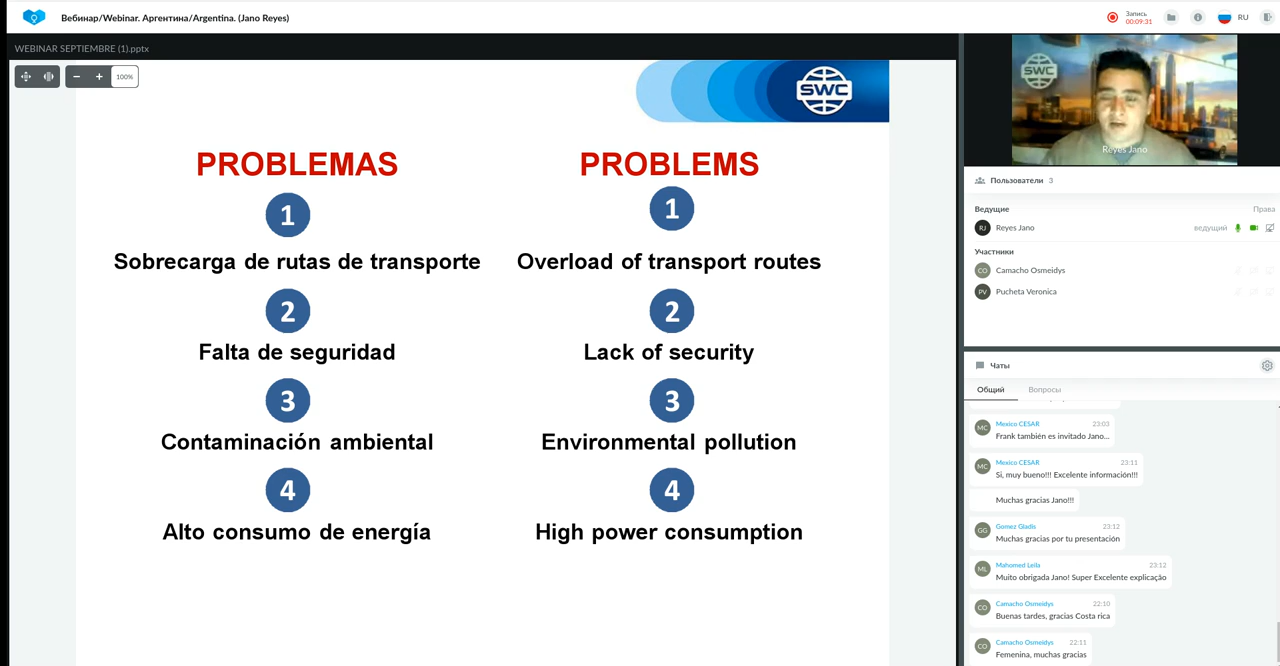 Вебинар/Webinar. Аргентина/Argentina. (Jano Reyes)
Запись
00:09:31
RU
WEBINAR SEPTIEMBRE (1).pptx
100%
SWC
PROBLEMAS
1
Sobrecarga de rutas de transporte
2
Falta de seguridad
3
Contaminación ambiental
4
Alto consumo de energía
PROBLEMS
1
Overload of transport routes
2
Lack of security
3
Environmental pollution
4
High power consumption
SWC
Reyes Jano
Пользователи 3
Ведущие
Права
RJ
Reyes Jano
ведущий
Участники
CO
Camacho Osmeidys
PV
Pucheta Veronica
Чаты
Общий
Вопросы
MC
Mexico CESAR
23:03
Frank también es invitado Jano...
MC
Mexico CESAR
23:11
Si, muy bueno!!! Excelente información!!!
Muchas gracias Jano!!!
GG
Gomez Gladis
23:12
Muchas gracias por tu presentación
ML
Mahomed Leila
23:12
Muito obrigada Jano! Super Excelente explicação
CO
Camacho Osmeidys
22:10
Buenas tardes, gracias Costa rica
CO
Camacho Osmeidys
22:11
Femenina, muchas gracias